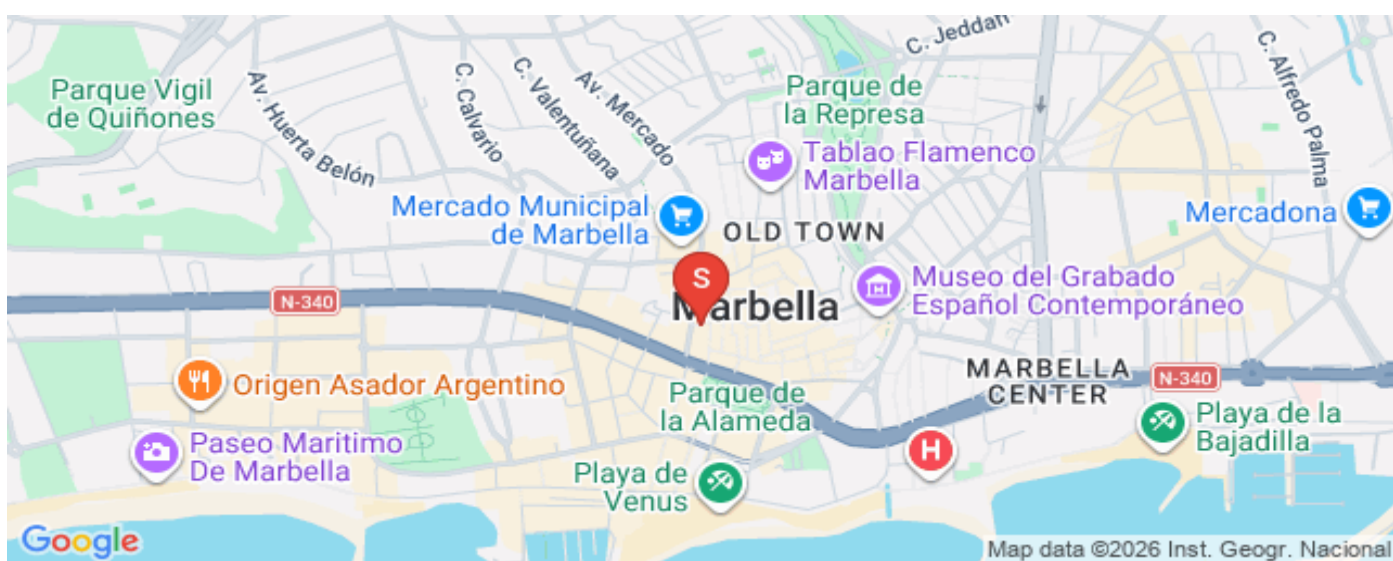 C. Jeddah
C. Alfredo Palma
Parque Vigil
de Quiñones
Av. Huerta Belón
C. Calvario
C. Valentuñana
Av. Mercado
Parque de
la Represa
Tablao Flamenco
Marbella
Mercado Municipal
de Marbella
OLD TOWN
Mercadona
S
Marbella
Museo del Grabado
Español Contemporáneo
N-340
Origen Asador Argentino
Parque de
la Alameda
MARBELLA
CENTER
N-340
Paseo Maritimo
De Marbella
Playa de
Venus
H
Playa de la
Bajadilla
Google
Map data ©2026 Inst. Geogr. Nacional